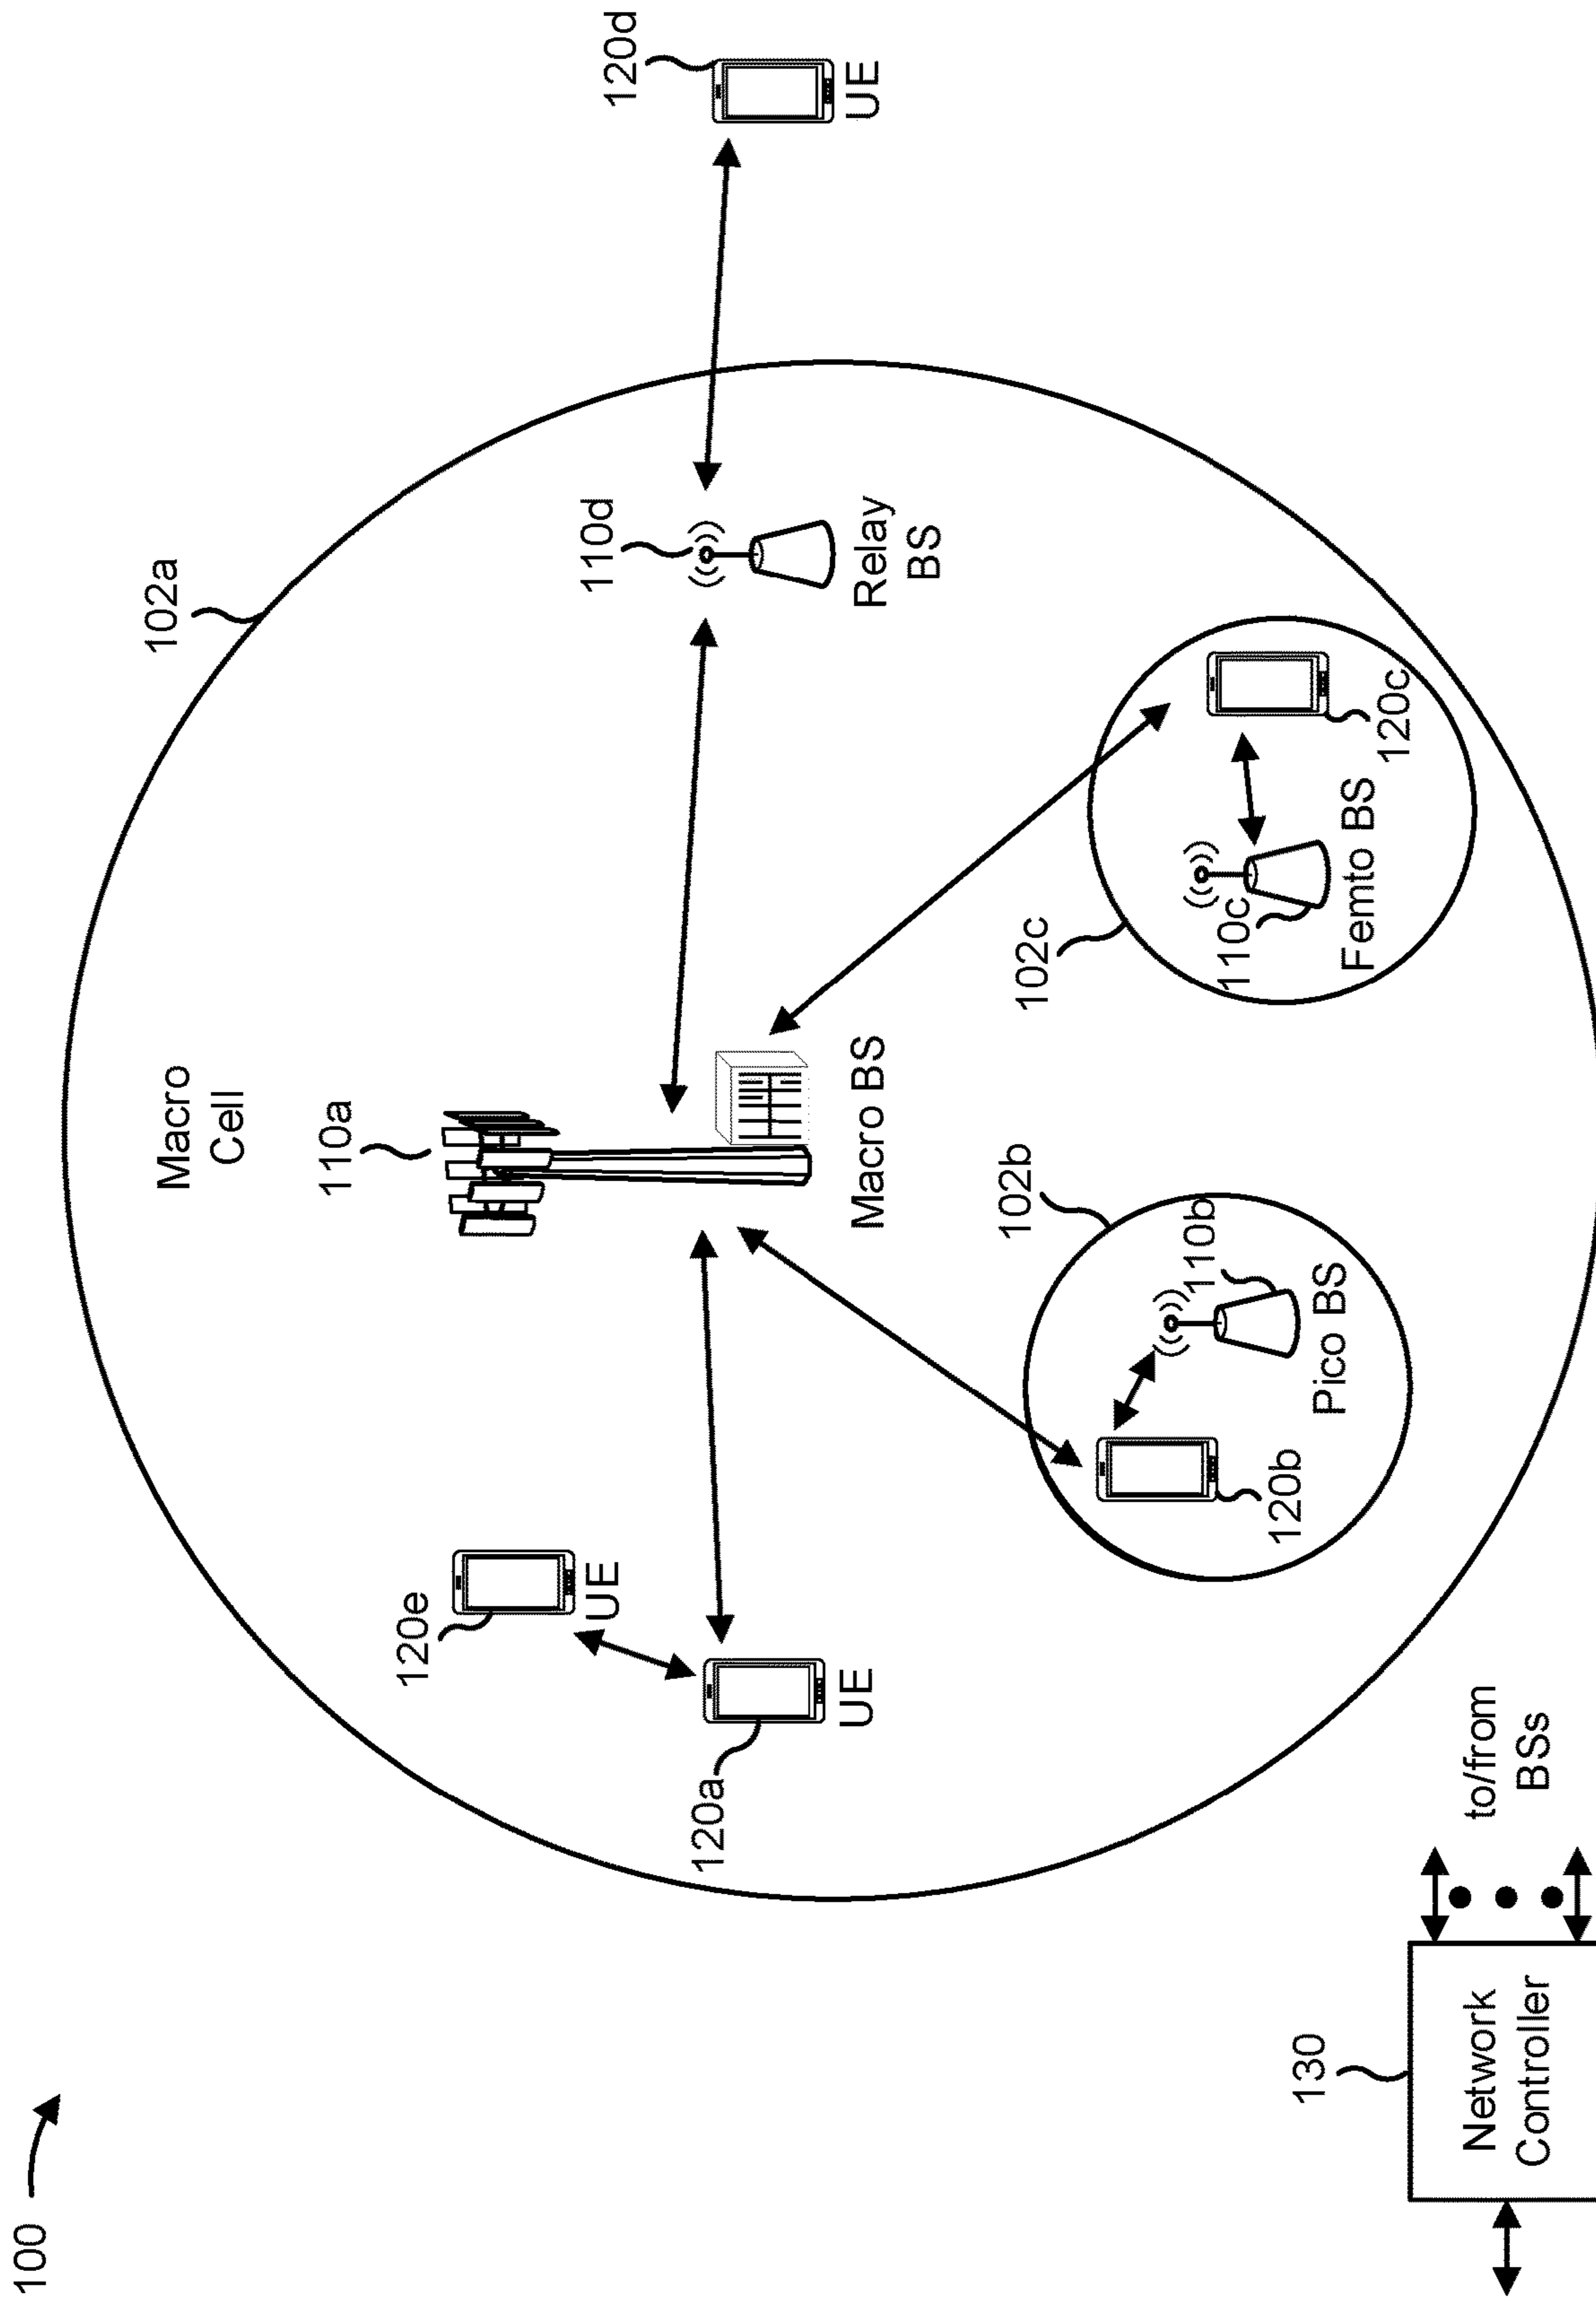 100
102a
Macro
Cell
110a
120e
UE
120a
UE
110d
Relay
BS
120d
UE
Macro BS
102b
110b
Pico BS
120b
102c
110c
Femto BS
120c
130
Network
Controller
to/from
BSs